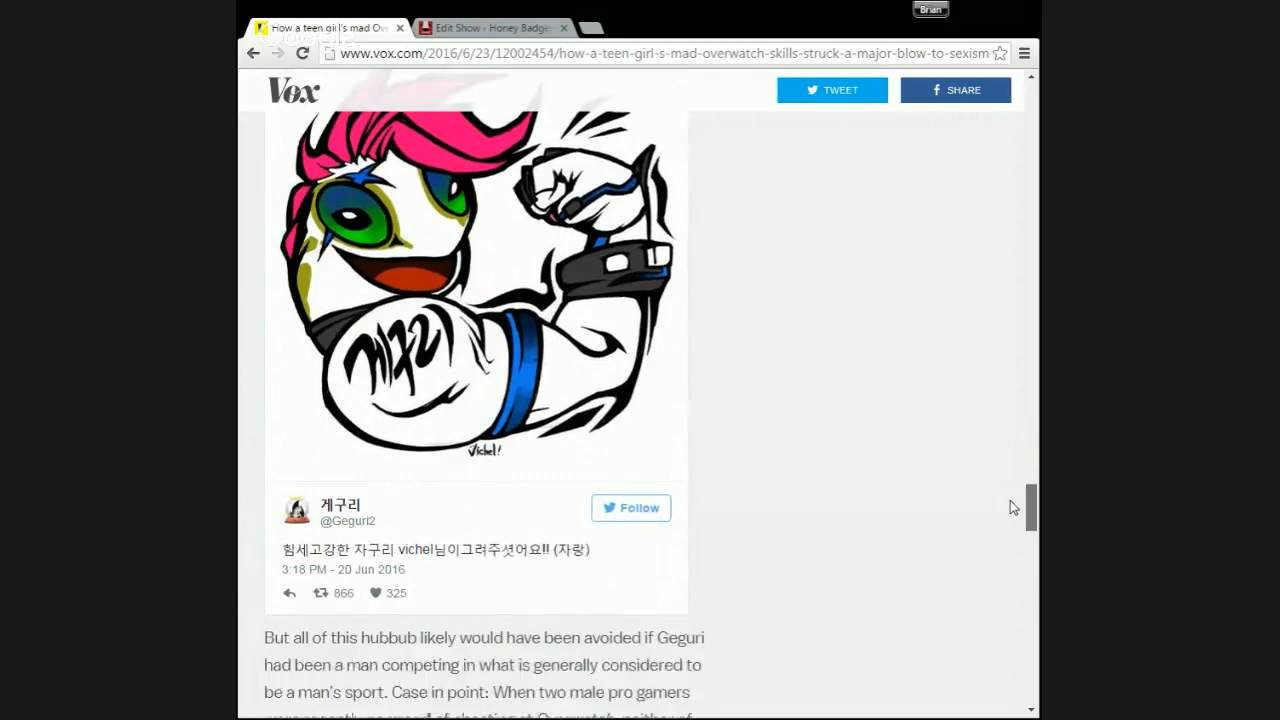 Brian
How a teen girl's mad Ov
Edit Show ‹ Honey Badge
www.vox.com/2016/6/23/12002454/how-a-teen-girl-s-mad-overwatch-skills-struck-a-major-blow-to-sexism
Vox
TWEET
SHARE
게구리
Vichel!
게구리
@Geguri2
Follow
힘세고강한 자구리 vichel님이그려주셧어요!! (자랑)
3:18 PM - 20 Jun 2016
866
325
But all of this hubbub likely would have been avoided if Geguri
had been a man competing in what is generally considered to
be a man's sport. Case in point: When two male pro gamers